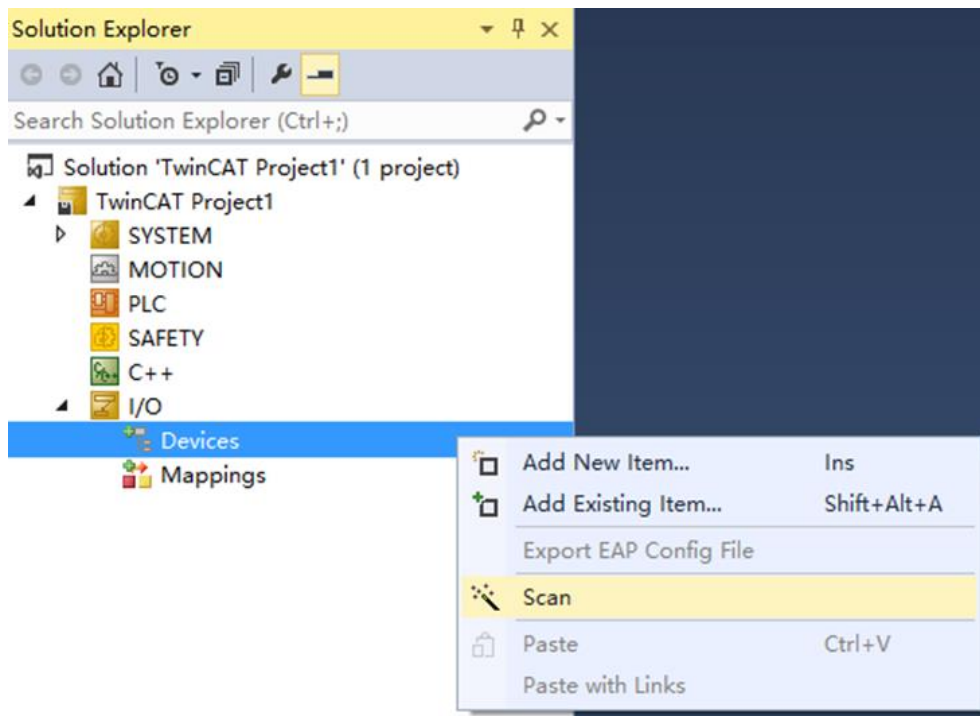 Solution Explorer
Search Solution Explorer (Ctrl+;)
Solution 'TwinCAT Project1' (1 project)
TwinCAT Project1
SYSTEM
MOTION
PLC
SAFETY
C++
I/O
Devices
Mappings
Add New Item... Ins
Add Existing Item... Shift+Alt+A
Export EAP Config File
Scan
Paste Ctrl+V
Paste with Links